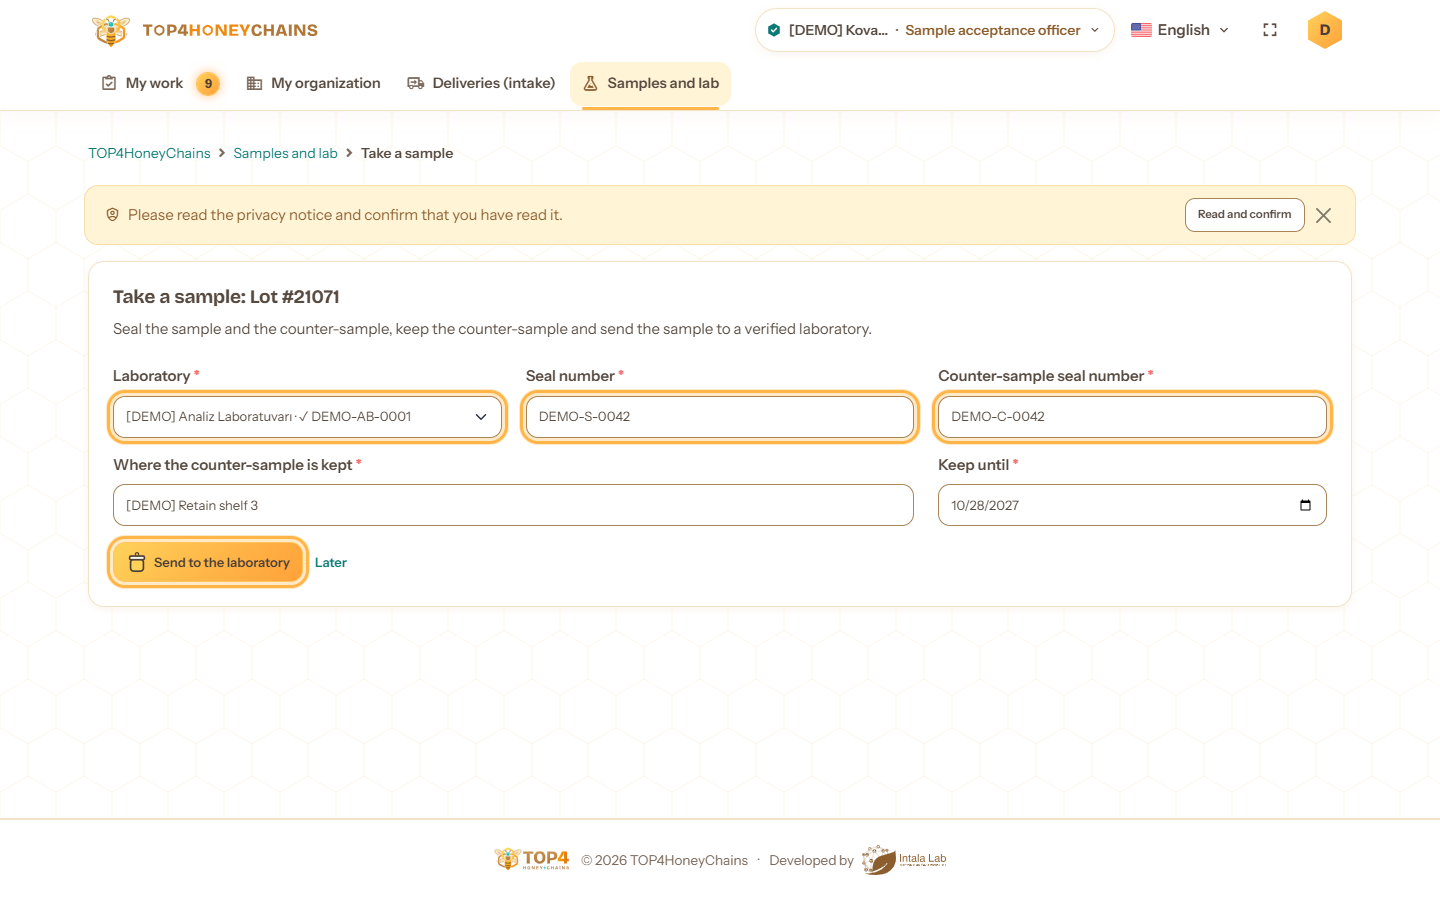 TOP4HONEYCHAINS
[DEMO] Kova... · Sample acceptance officer
English
D
My work 9
My organization
Deliveries (intake)
Samples and lab
TOP4HoneyChains > Samples and lab > Take a sample
Please read the privacy notice and confirm that you have read it.
Read and confirm
Take a sample: Lot #21071
Seal the sample and the counter-sample, keep the counter-sample and send the sample to a verified laboratory.
Laboratory *
Seal number *
Counter-sample seal number *
[DEMO] Analiz Laboratuvarı · ✓ DEMO-AB-0001
DEMO-S-0042
DEMO-C-0042
Where the counter-sample is kept *
Keep until *
[DEMO] Retain shelf 3
10/28/2027
Send to the laboratory
Later
TOP4
HONEYCHAINS
© 2026 TOP4HoneyChains · Developed by
Intala Lab